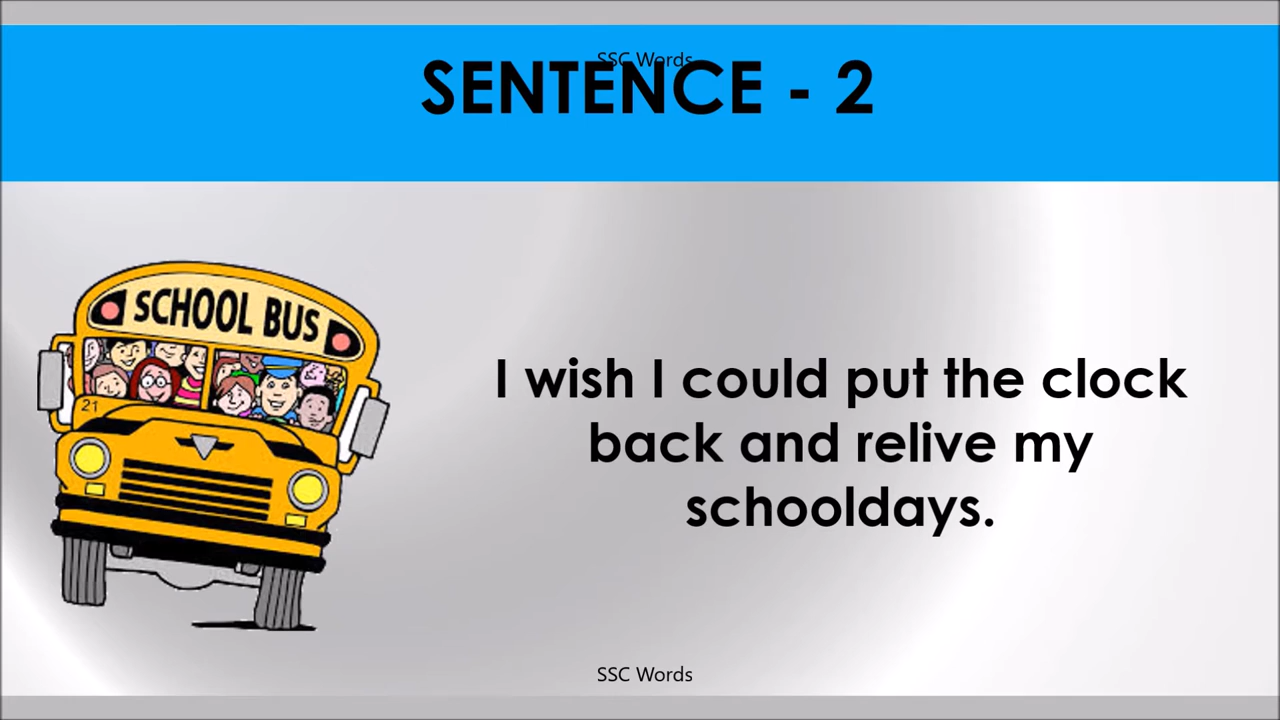 SSC Words
SENTENCE - 2
SCHOOL BUS
21
I wish I could put the clock
back and relive my
schooldays.
SSC Words